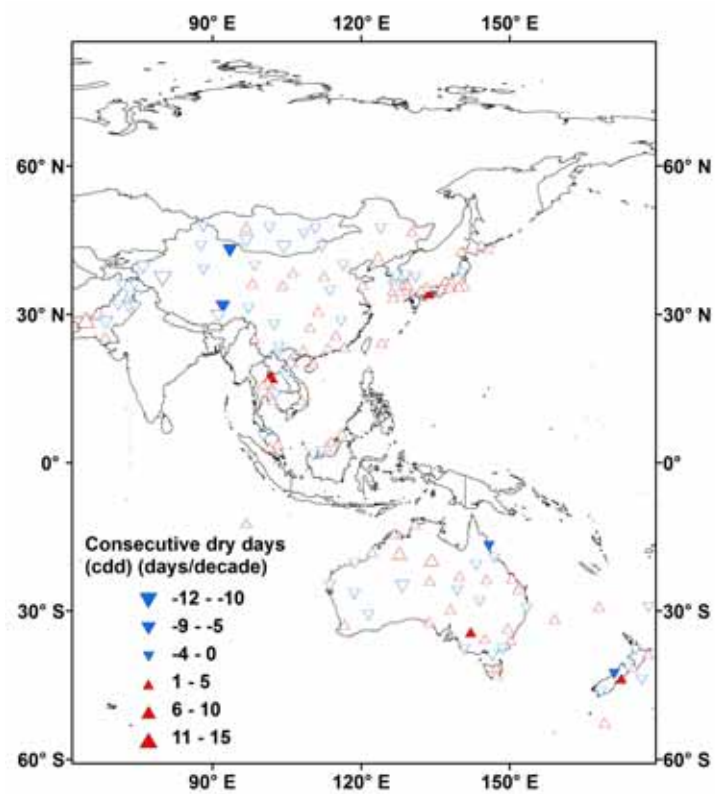 90° E 120° E 150° E
60° N 60° N
30° N 30° N
0° 0°
Consecutive dry days
(cdd) (days/decade)
-12 - -10
-9 - -5
30° S 30° S
-4 - 0
1 - 5
6 - 10
11 - 15
60° S 60° S
90° E 120° E 150° E